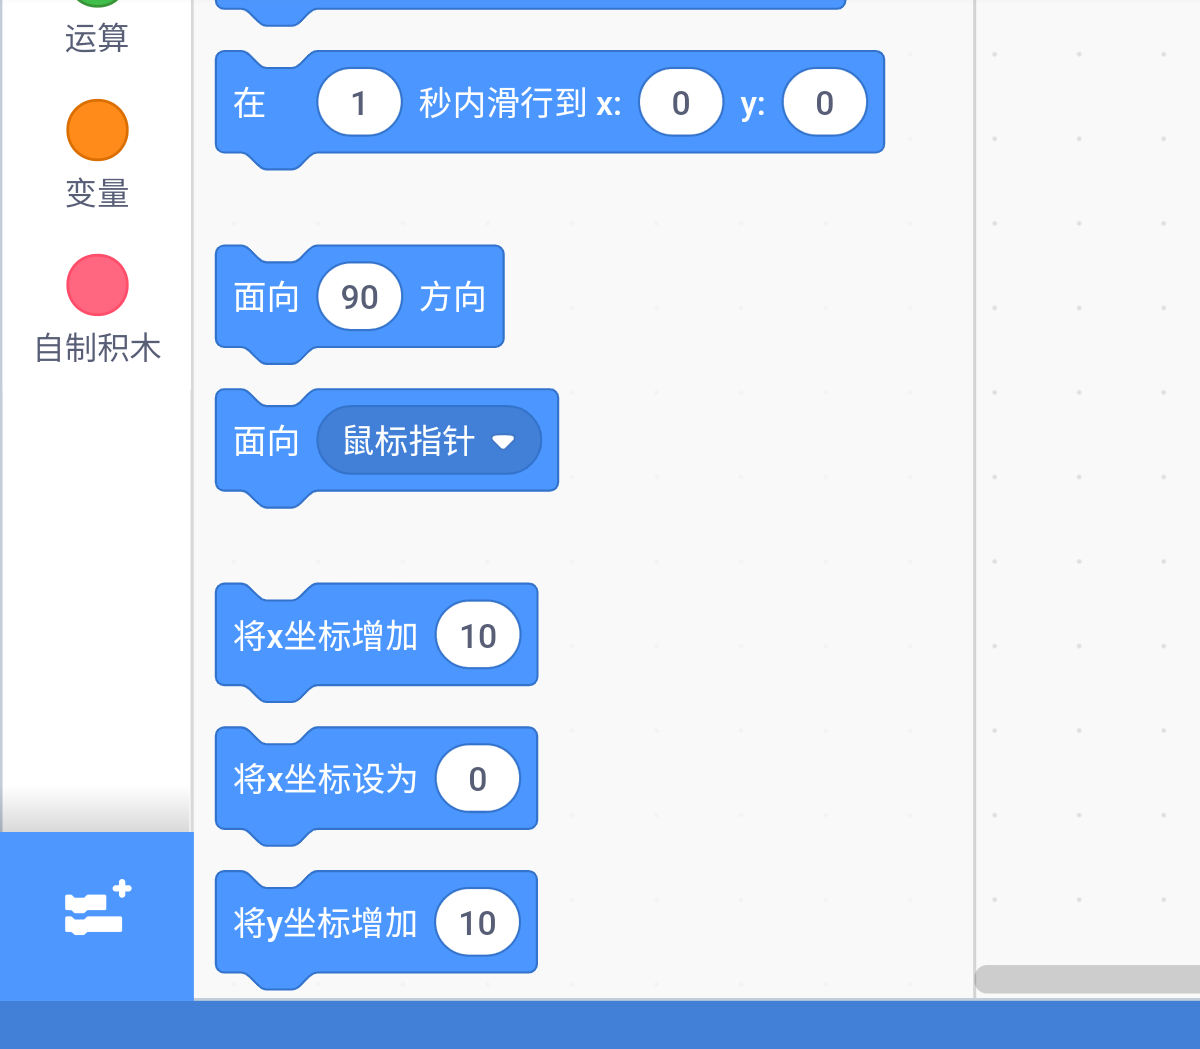 运算
变量
自制积木
在 1 秒内滑行到 x: 0 y: 0
面向 90 方向
面向 鼠标指针
将x坐标增加 10
将x坐标设为 0
将y坐标增加 10